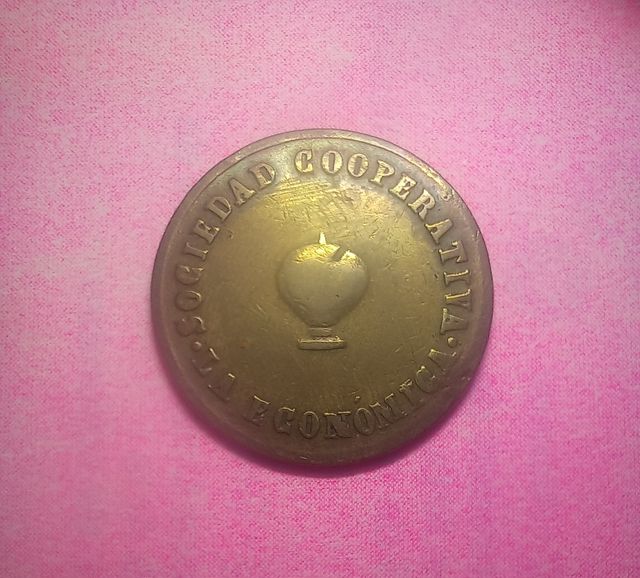 SOCIEDAD COOPERATIVA
· LA ECONÓMICA ·